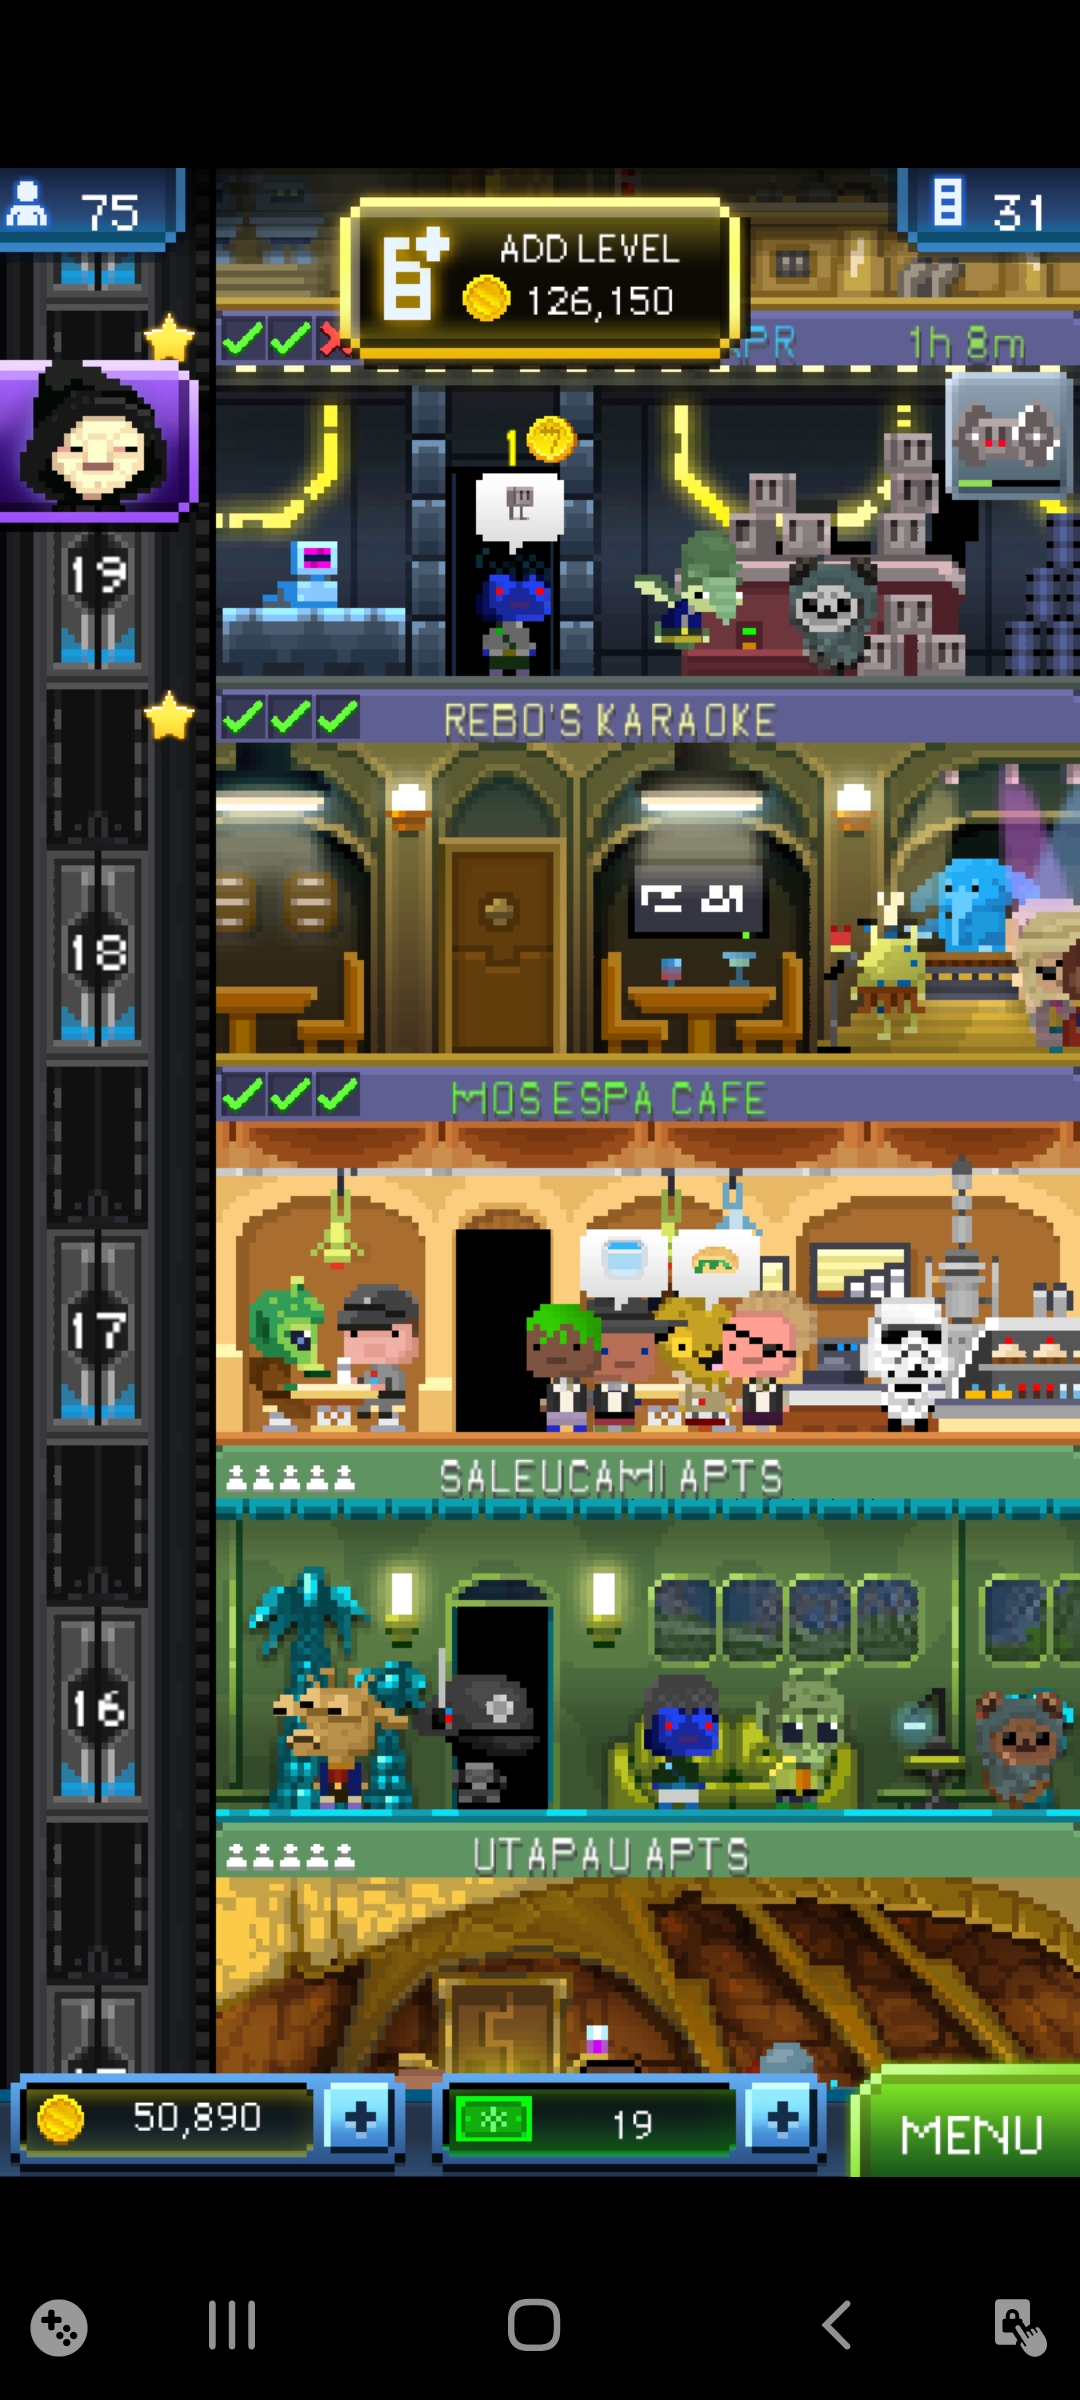 75
ADD LEVEL
126,150
31
PR
1h 8m
1
19
REBO'S KARAOKE
18
MOS ESPA CAFE
17
SALEUCAMI APTS
16
UTAPAU APTS
50,890
19
MENU